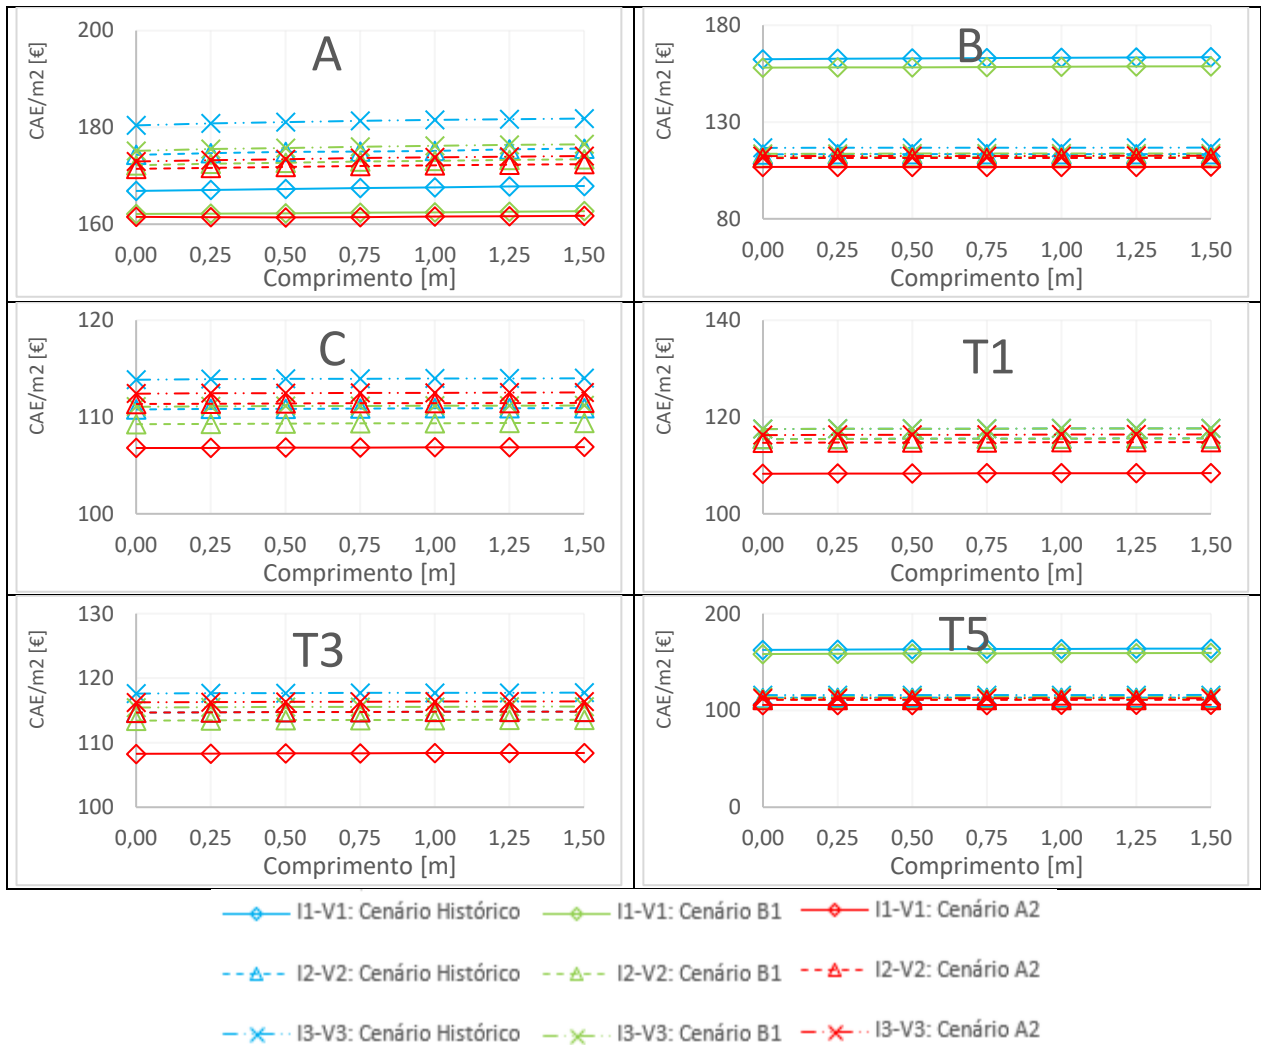 200
A
180
160
CAE/m2 [€]
0,00 0,25 0,50 0,75 1,00 1,25 1,50
Comprimento [m]
180
B
130
80
CAE/m2 [€]
0,00 0,25 0,50 0,75 1,00 1,25 1,50
Comprimento [m]
120
C
110
100
CAE/m2 [€]
0,00 0,25 0,50 0,75 1,00 1,25 1,50
Comprimento [m]
140
T1
120
100
CAE/m2 [€]
0,00 0,25 0,50 0,75 1,00 1,25 1,50
Comprimento [m]
130
T3
120
110
100
CAE/m2 [€]
0,00 0,25 0,50 0,75 1,00 1,25 1,50
Comprimento [m]
200
T5
100
0
CAE/m2 [€]
0,00 0,25 0,50 0,75 1,00 1,25 1,50
Comprimento [m]
I1-V1: Cenário Histórico I1-V1: Cenário B1 I1-V1: Cenário A2
I2-V2: Cenário Histórico I2-V2: Cenário B1 I2-V2: Cenário A2
I3-V3: Cenário Histórico I3-V3: Cenário B1 I3-V3: Cenário A2